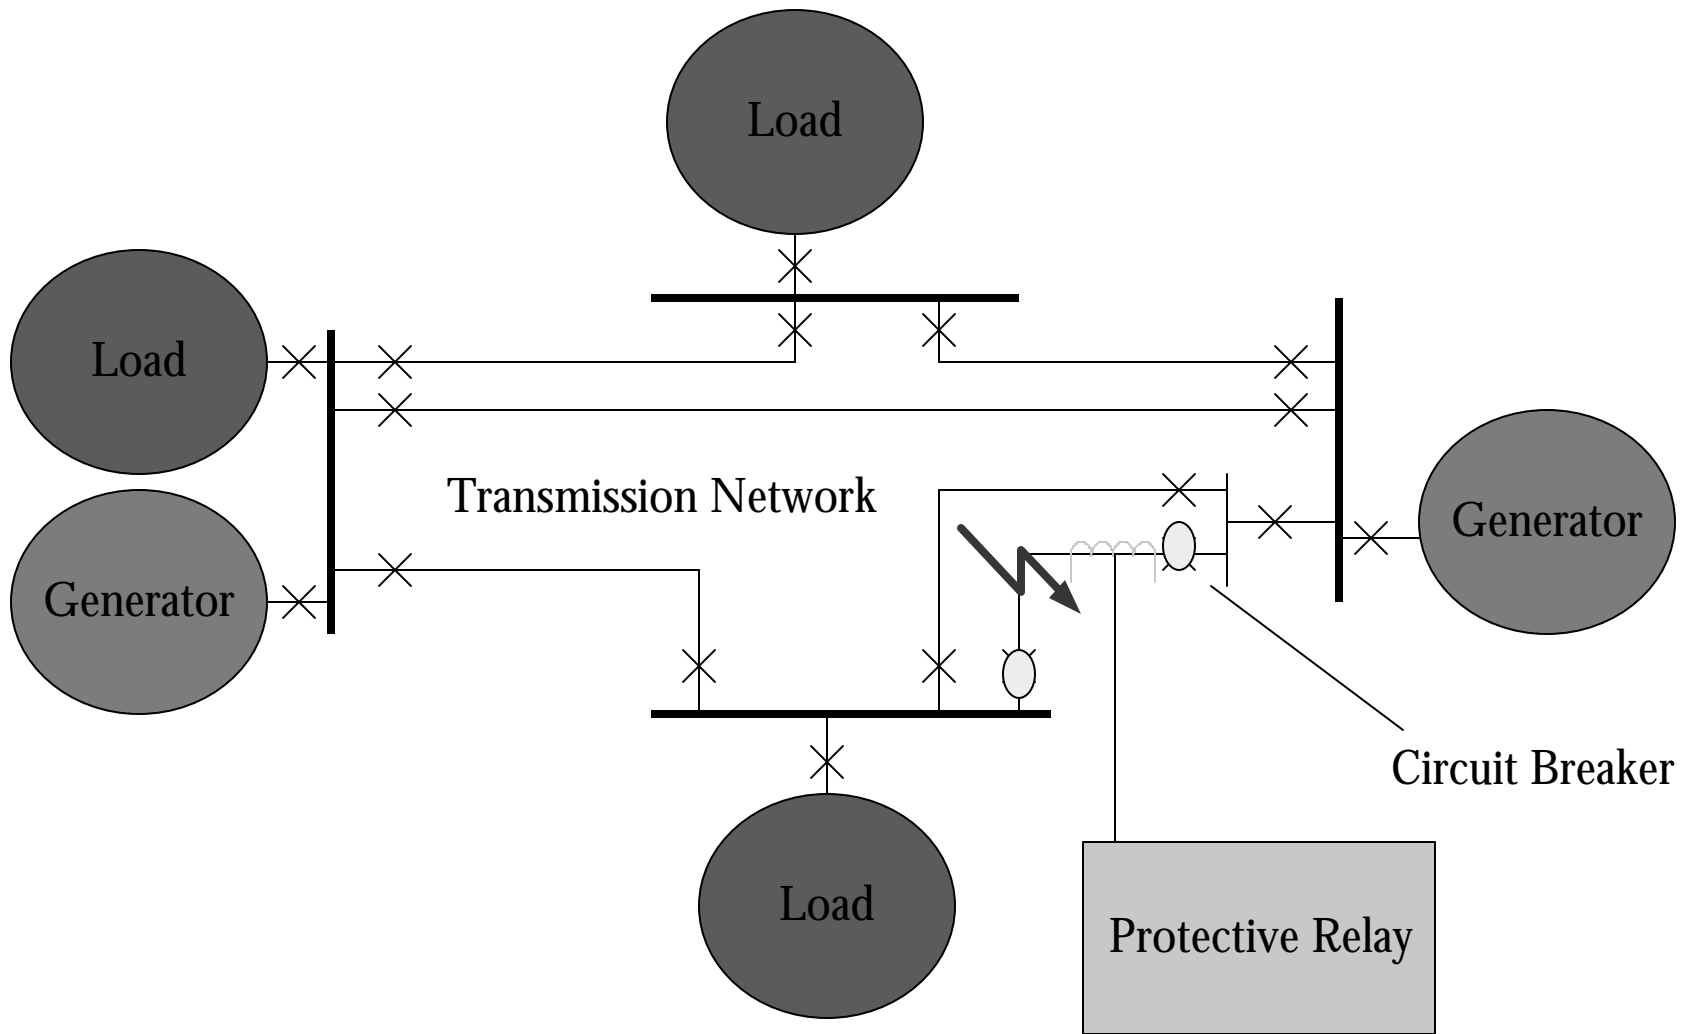 Load
Load
Generator
Transmission Network
Generator
Circuit Breaker
Load
Protective Relay